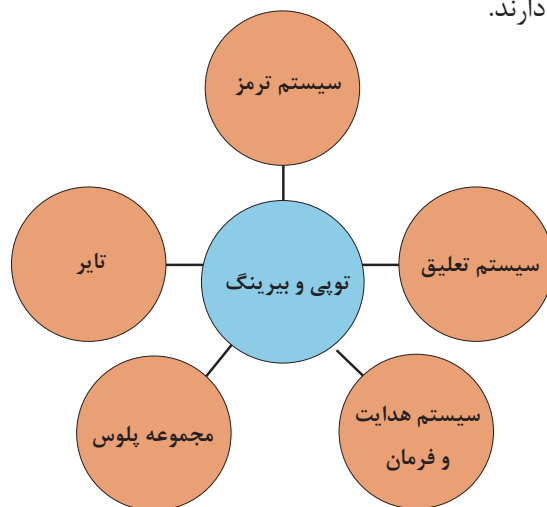 دارند.
سیستم ترمز
سیستم تعلیق
تایر
توپی و بیرینگ
سیستم هدایت
و فرمان
مجموعه پلوس